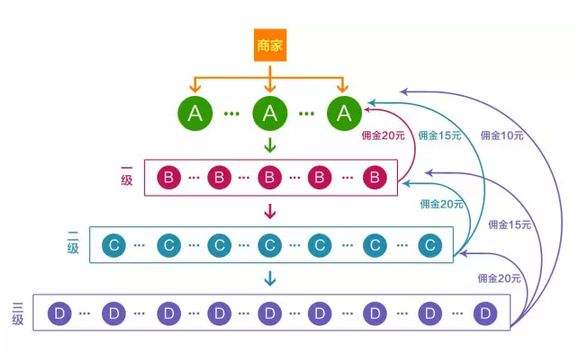 商家
A ··· A ··· A
佣金20元 佣金15元 佣金10元
一级 B ··· B ··· B ··· B ··· B
佣金20元
二级 C ··· C ··· C ··· C ··· C ··· C ··· C
佣金15元
佣金20元
三级 D ··· D ··· D ··· D ··· D ··· D ··· D ··· D ··· D